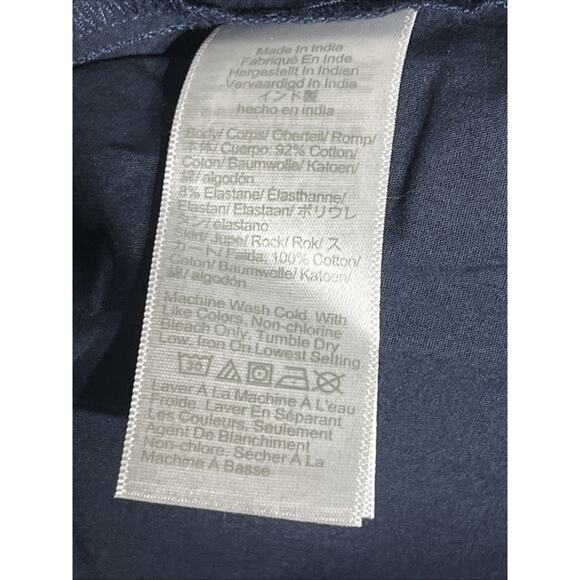 Made In India
Fabriqué En Inde
Hergestellt In Indien
Vervaardigd In India
インド製
hecho en india
Body/ Corps/ Oberteil/ Romp/
本体/ Cuerpo: 92% Cotton/
Coton/ Baumwolle/ Katoen/
綿/ algodón
8% Elastane/ Élasthanne/
Elastan/ Elastaan/ ポリウレ
タン/ elastano
Skirt/ Jupe/ Rock/ Rok/ ス
カート/ Falda: 100% Cotton/
Coton/ Baumwolle/ Katoen/
綿/ algodón
Machine Wash Cold, With
Like Colors, Non-chlorine
Bleach Only, Tumble Dry
Low, Iron On Lowest Setting
30
Laver À La Machine À L'eau
Froide, Laver En Séparant
Les Couleurs, Seulement
Agent De Blanchiment
Non-chlore, Sécher À La
Machine À Basse